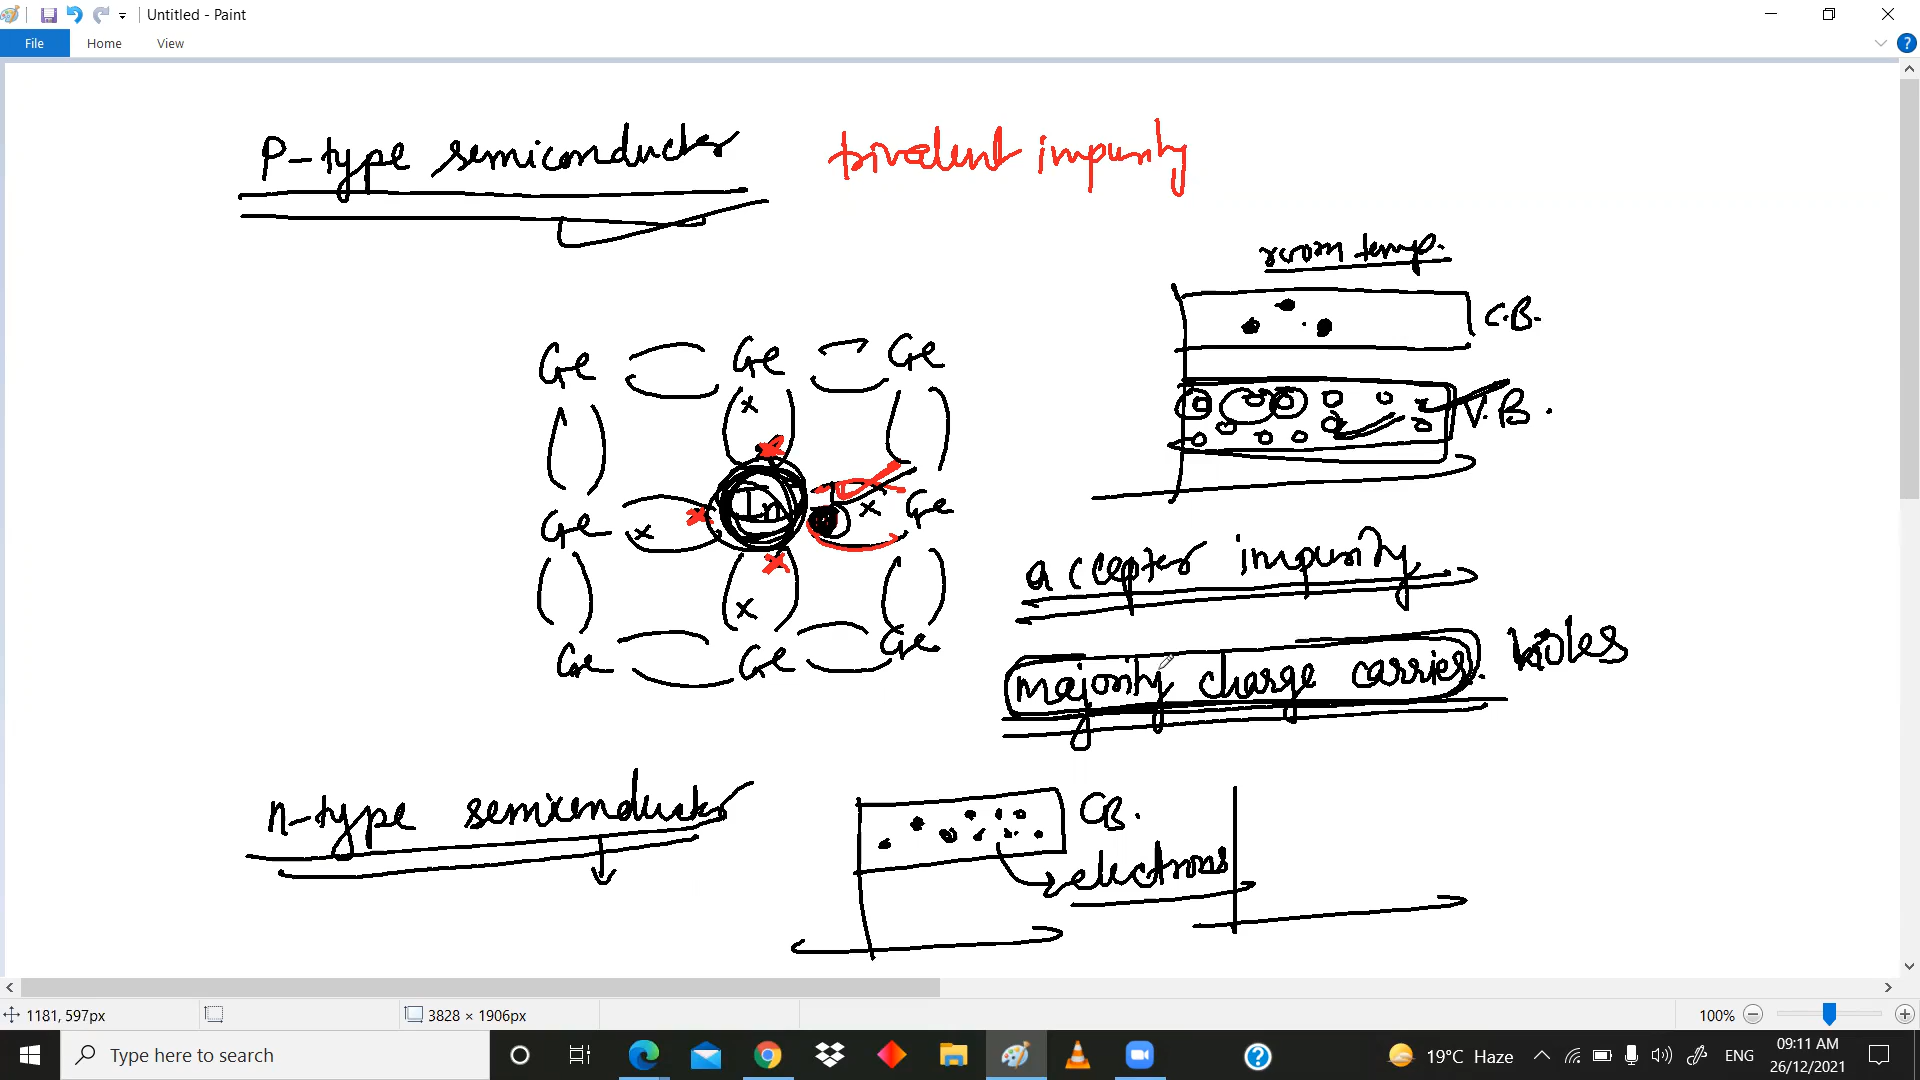 Untitled - Paint
File Home View
P-type semiconductor trivalent impurity
room temp.
C.B.
Ge Ge Ge
V.B.
In
Ge Ge
accepter impurity
Ge Ge Ge
majority charge carrier. holes
n-type semiconductor
CB.
electrons
1181, 597px 3828 × 1906px 100%
Type here to search
19°C Haze ENG 09:11 AM
26/12/2021